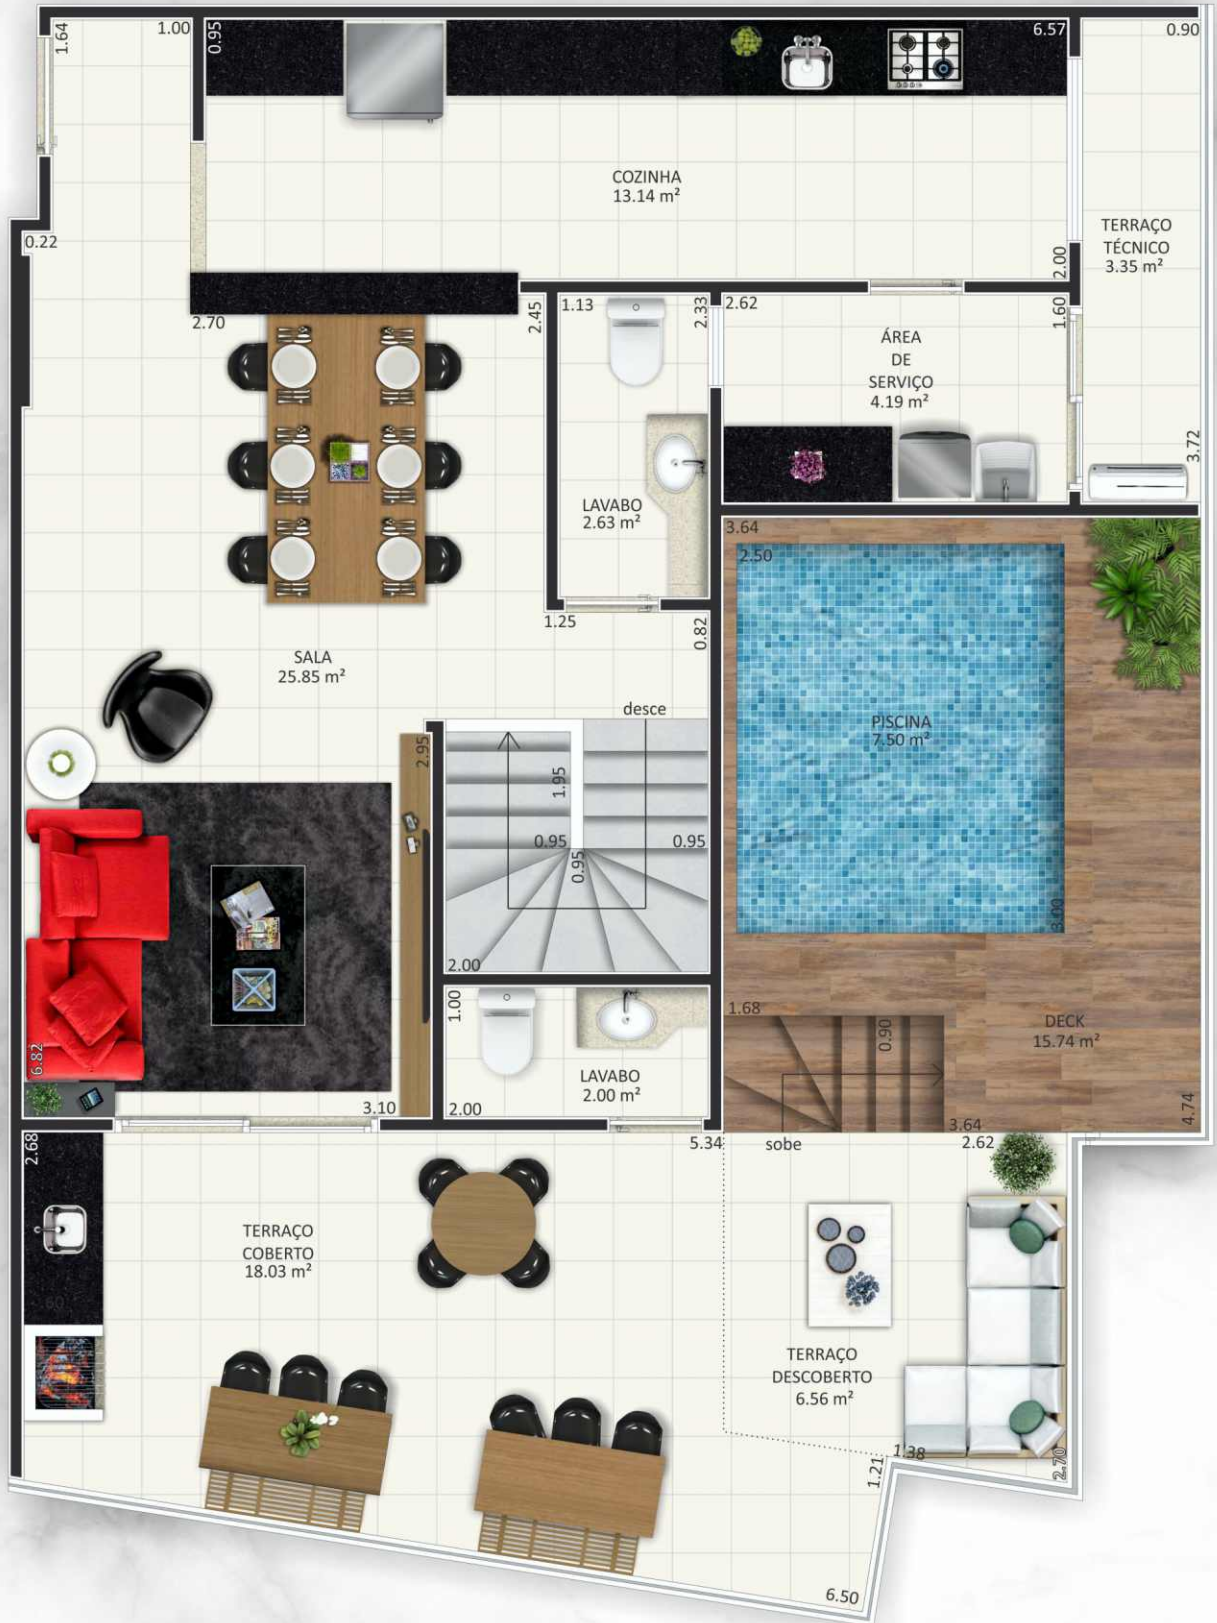 1.64
1.00
0.95
6.57
0.90
COZINHA
13.14 m²
TERRAÇO
TÉCNICO
3.35 m²
0.22
2.00
2.70
2.45
1.13
2.33
2.62
1.60
ÁREA
DE
SERVIÇO
4.19 m²
3.72
LAVABO
2.63 m²
3.64
2.50
1.25
0.82
SALA
25.85 m²
desce
PISCINA
7.50 m²
2.95
1.95
0.95
0.95
0.95
3.00
2.00
1.00
1.68
0.90
DECK
15.74 m²
6.82
LAVABO
2.00 m²
3.10
2.00
4.74
3.64
2.68
5.34
sobe
2.62
TERRAÇO
COBERTO
18.03 m²
.60
TERRAÇO
DESCOBERTO
6.56 m²
1.38
1.21
2.70
6.50